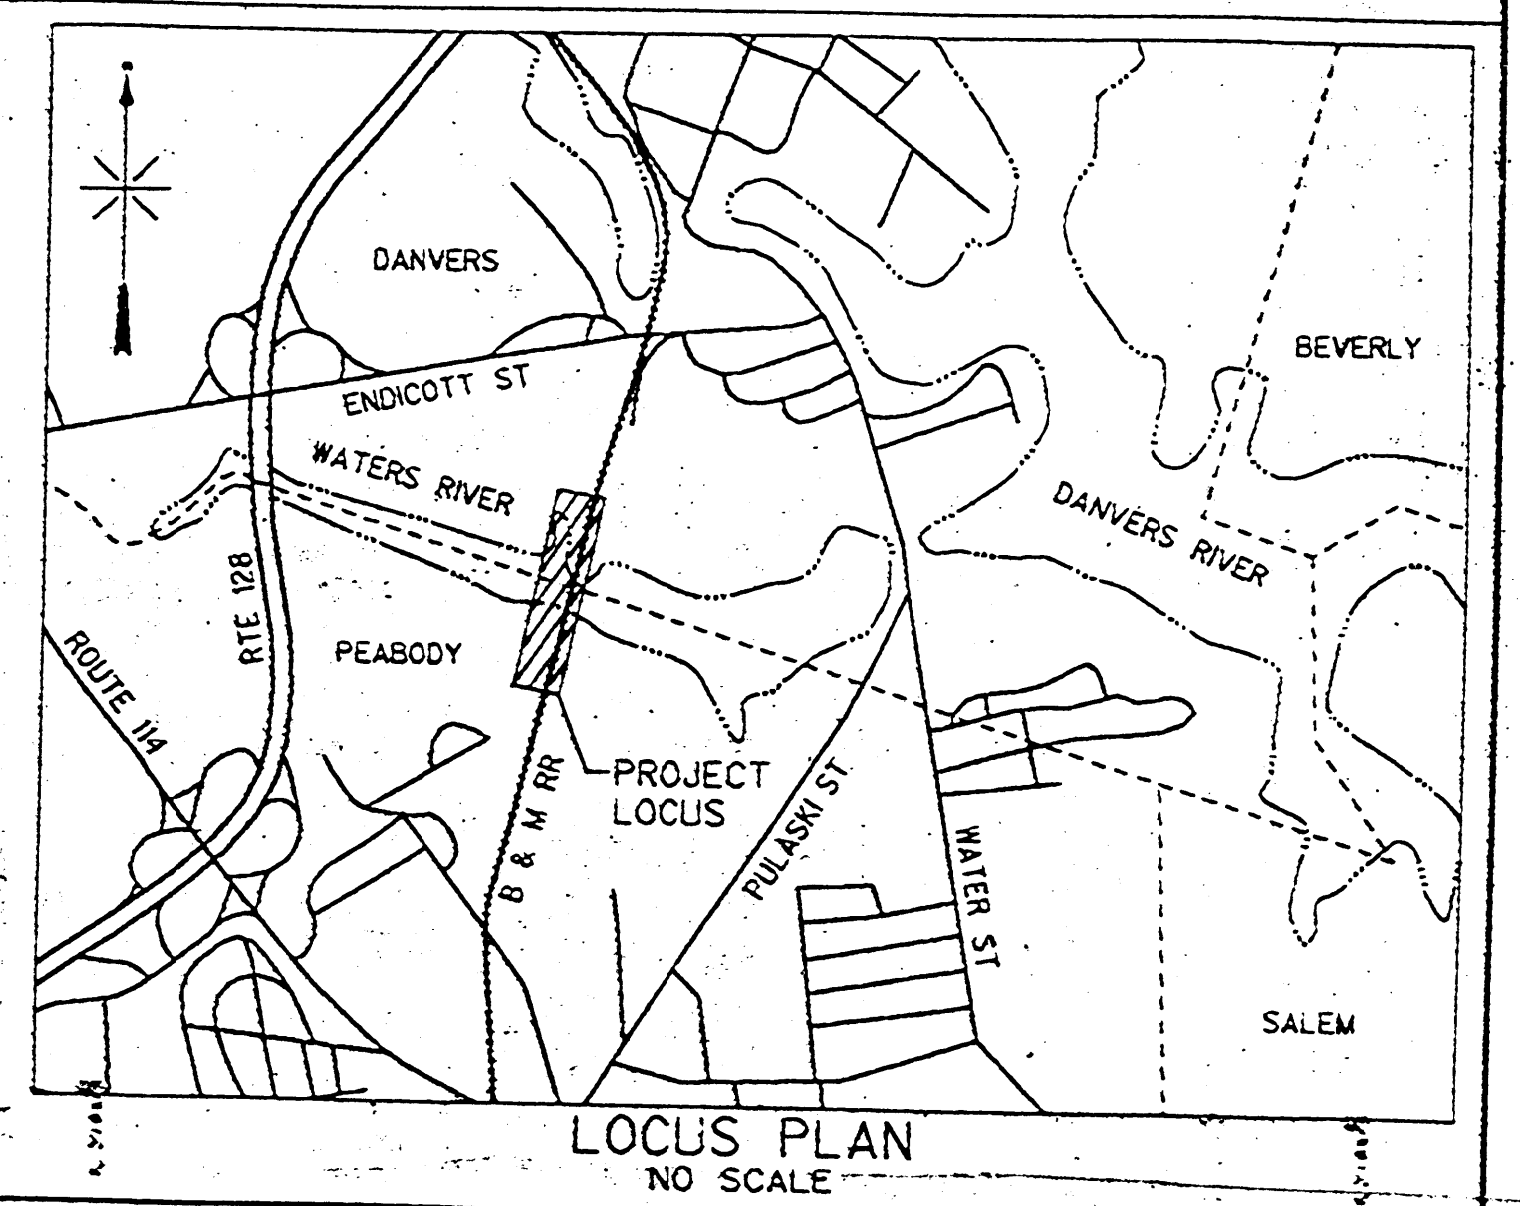 DANVERS
BEVERLY
ENDICOTT ST
WATERS RIVER
DANVERS RIVER
RTE 128
PEABODY
ROUTE 114
PROJECT
LOCUS
B & M RR
PULASKI ST
WATER ST
SALEM
LOCUS PLAN
NO SCALE